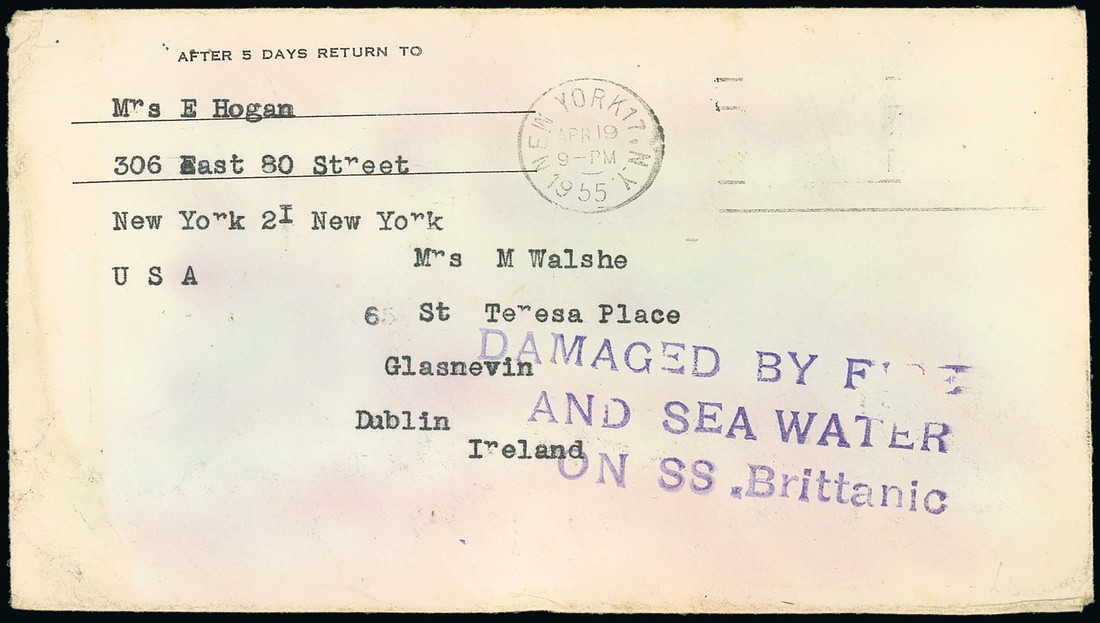 AFTER 5 DAYS RETURN TO
Mrs E Hogan
306 East 80 Street
New York 2I New York
U S A
NEW YORK 17. N.Y.
APR 19
9-PM
1955
Mrs M Walshe
65 St Teresa Place
Glasnevin
Dublin
Ireland
DAMAGED BY FIRE
AND SEA WATER
ON SS .Brittanic